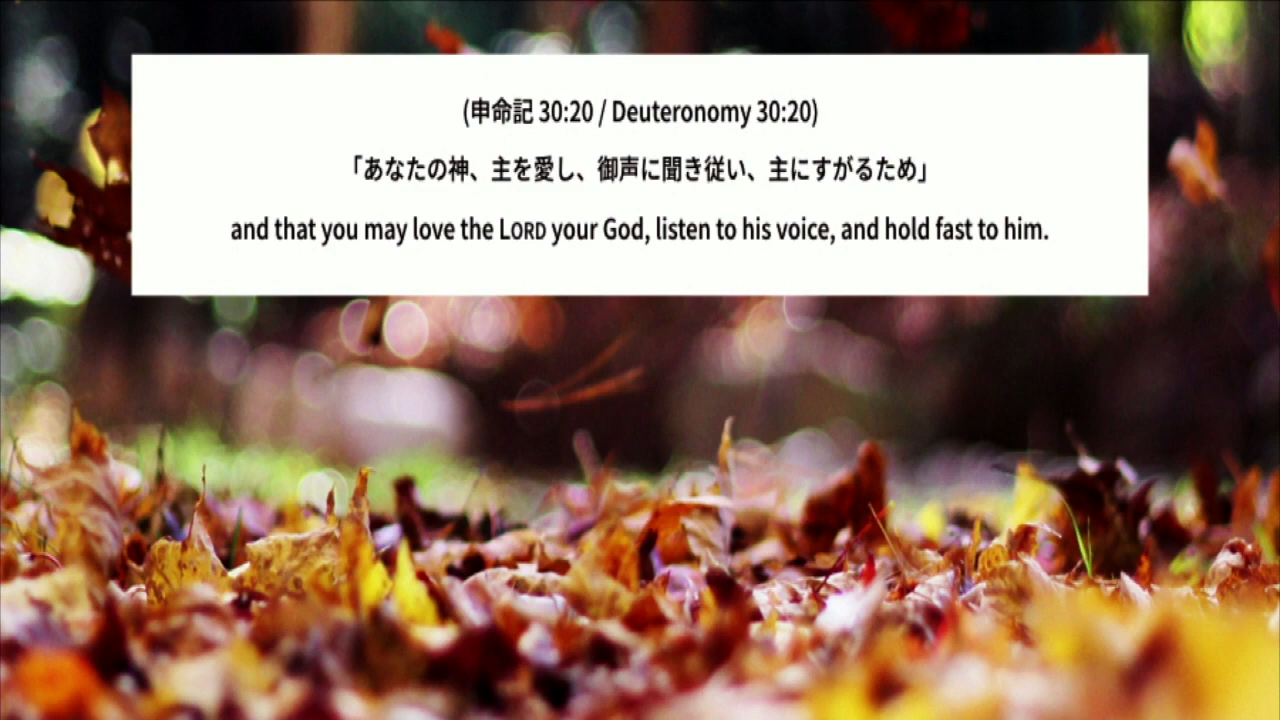 (申命記 30:20 / Deuteronomy 30:20)
「あなたの神、主を愛し、御声に聞き従い、主にすがるため」
and that you may love the LORD your God, listen to his voice, and hold fast to him.